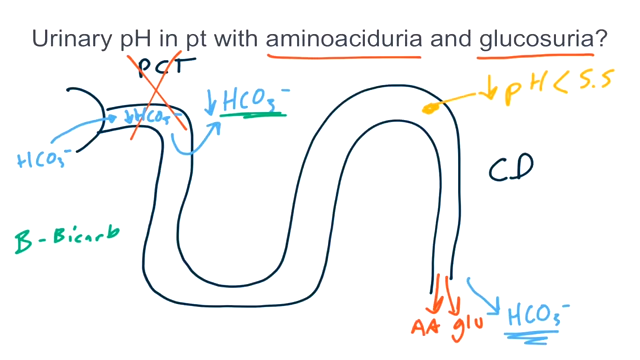 Urinary pH in pt with aminoaciduria and glucosuria?
PCT
↓HCO3-
↓HCO3-
↓pH < 5.5
+HCO3-
CD
B-Bicarb
AA glu
HCO3-